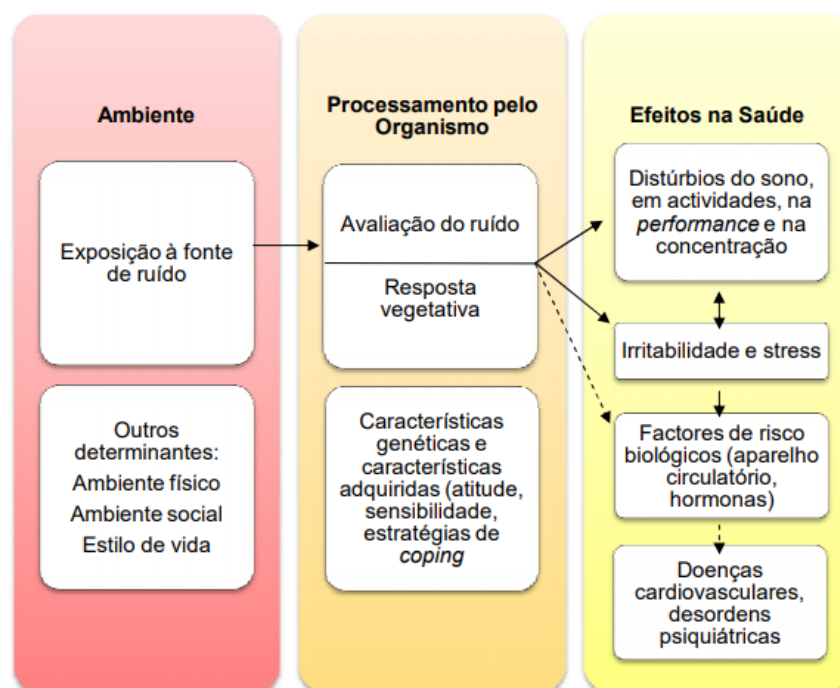 Ambiente
Exposição à fonte
de ruído
Outros
determinantes:
Ambiente físico
Ambiente social
Estilo de vida
Processamento pelo
Organismo
Avaliação do ruído
Resposta
vegetativa
Características
genéticas e
características
adquiridas (atitude,
sensibilidade,
estratégias de
coping
Efeitos na Saúde
Distúrbios do sono,
em actividades, na
performance e na
concentração
Irritabilidade e stress
Factores de risco
biológicos (aparelho
circulatório,
hormonas)
Doenças
cardiovasculares,
desordens
psiquiátricas